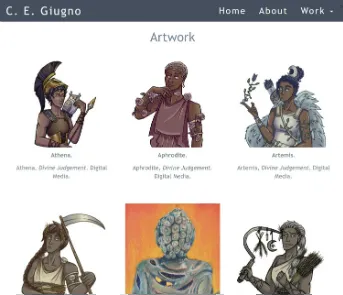 C. E. Giugno
Home About Work
Artwork
Athena.
Aphrodite.
Artemis.
Athena, Divine Judgement. Digital
Media.
Aphrodite, Divine Judgement.
Digital Media.
Artemis, Divine Judgement, Digital
Media.